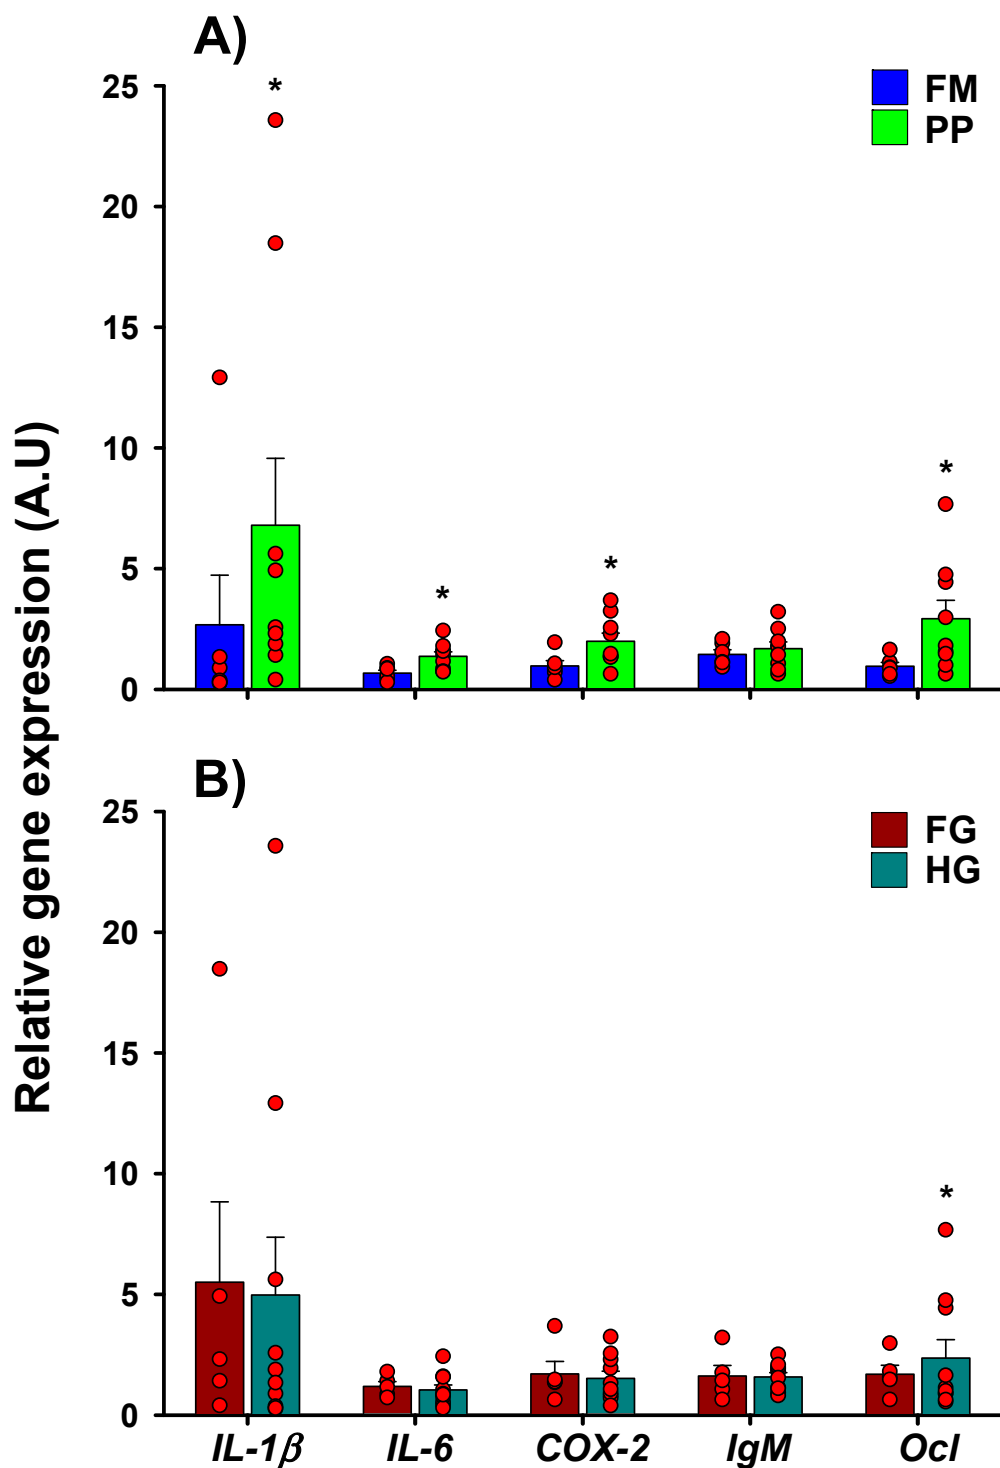 A)
25
20
15
10
5
0
*
*
*
*
FM
PP
Relative gene expression (A.U)
B)
25
20
15
10
5
0
*
FG
HG
IL-1β IL-6 COX-2 IgM Ocl